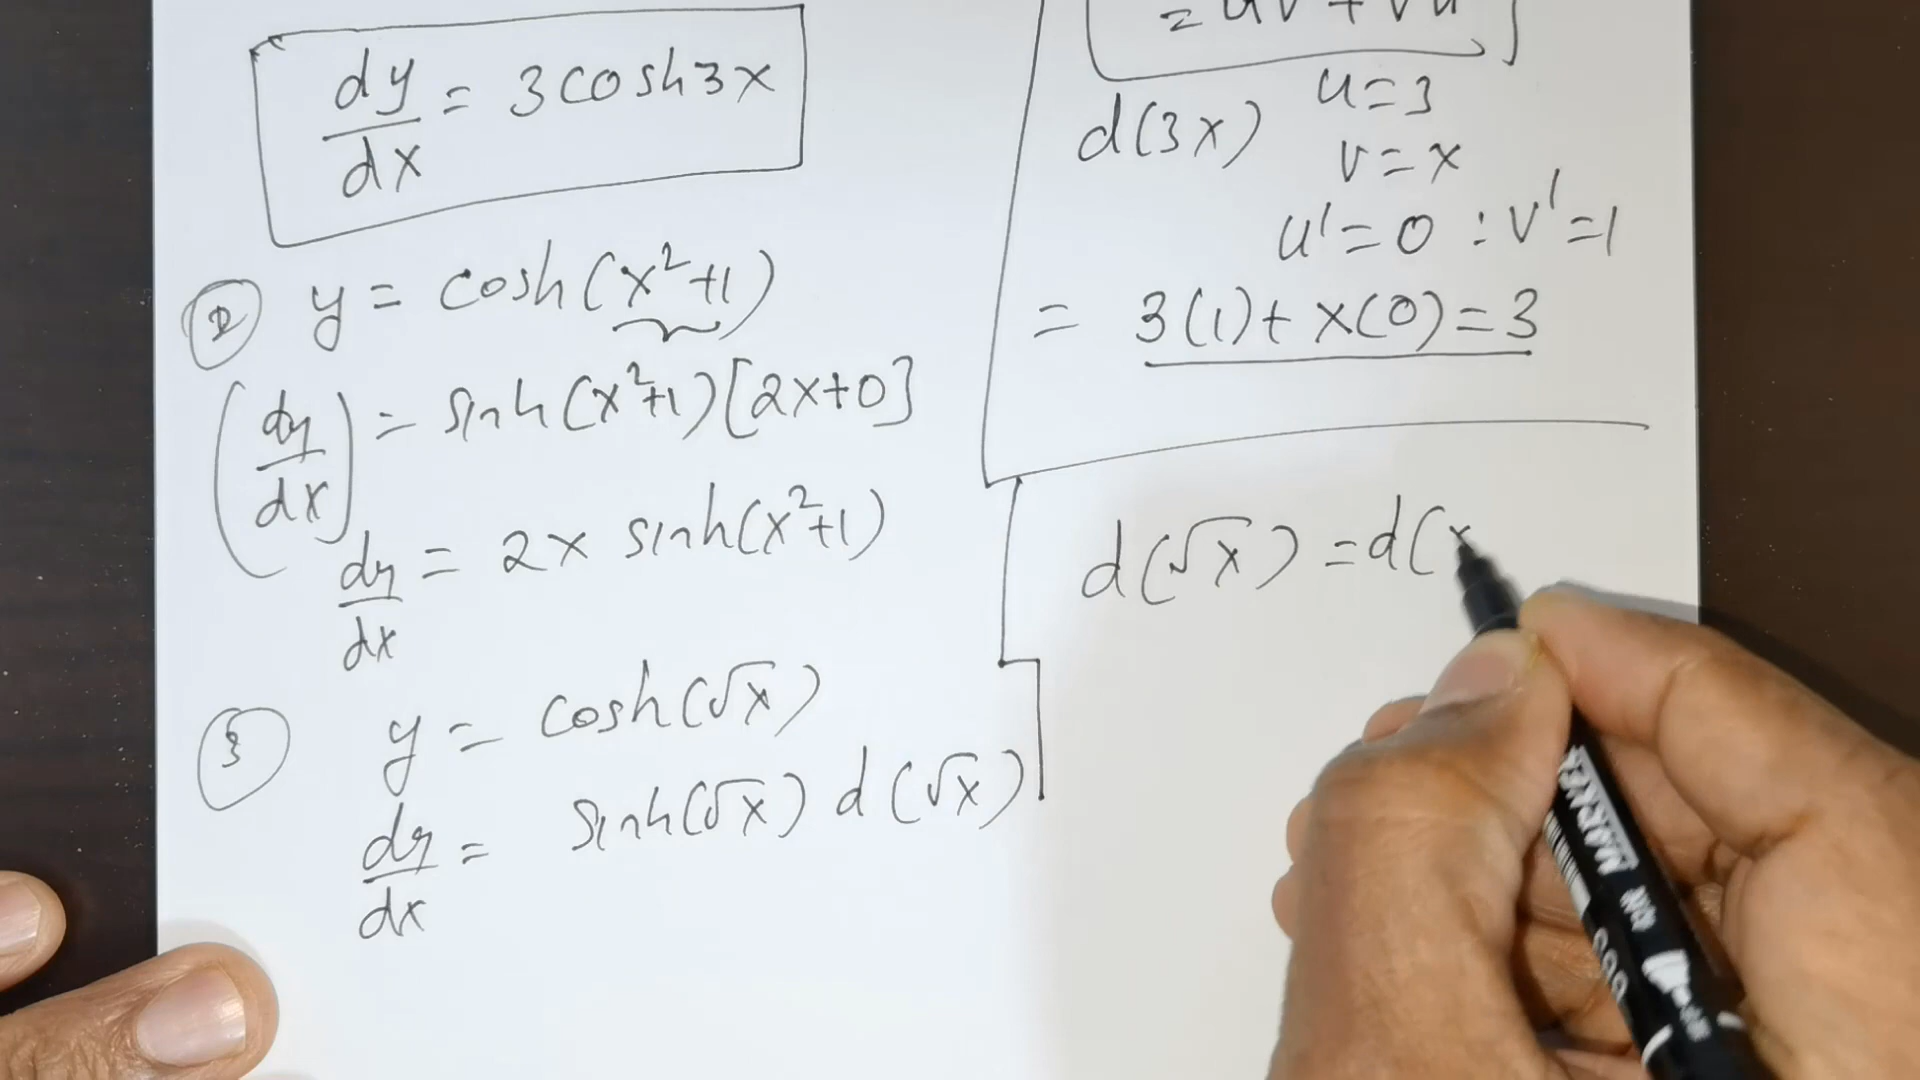 dy/dx = 3cosh3x
② y = cosh(x²+1)
(dy/dx) = sinh(x²+1)[2x+0]
dy/dx = 2x sinh(x²+1)
③ y = cosh(√x)
dy/dx = sinh(√x) d(√x)
= uv' + vu'
d(3x) u=3
v=x
u'=0 : v'=1
= 3(1)+x(0)=3
d(√x) = d(x
MARKER